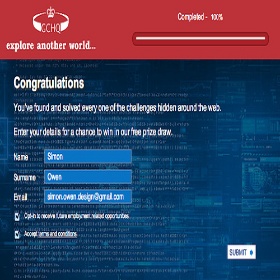 GCHQ
explore another world...
Completed - 100%
Congratulations
You've found and solved every one of the challenges hidden around the web.
Enter your details for a chance to win in our free prize draw.
Name Simon
Surname Owen
Email simon.owen.design@gmail.com
Opt-in to receive future employment related opportunities
Accept terms and conditions
SUBMIT